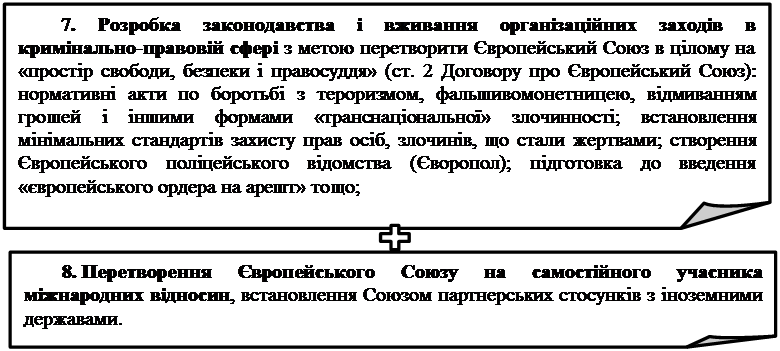 7. Розробка законодавства і вживання організаційних заходів в
кримінально-правовій сфері з метою перетворити Європейський Союз в цілому на
«простір свободи, безпеки і правосуддя» (ст. 2 Договору про Європейський Союз):
нормативні акти по боротьбі з тероризмом, фальшивомонетницею, відмиванням
грошей і іншими формами «транснаціональної» злочинності; встановлення
мінімальних стандартів захисту прав осіб, злочинів, що стали жертвами; створення
Європейського поліцейського відомства (Єворопол); підготовка до введення
«європейського ордера на арешт» тощо;
8. Перетворення Європейського Союзу на самостійного учасника
міжнародних відносин, встановлення Союзом партнерських стосунків з іноземними
державами.